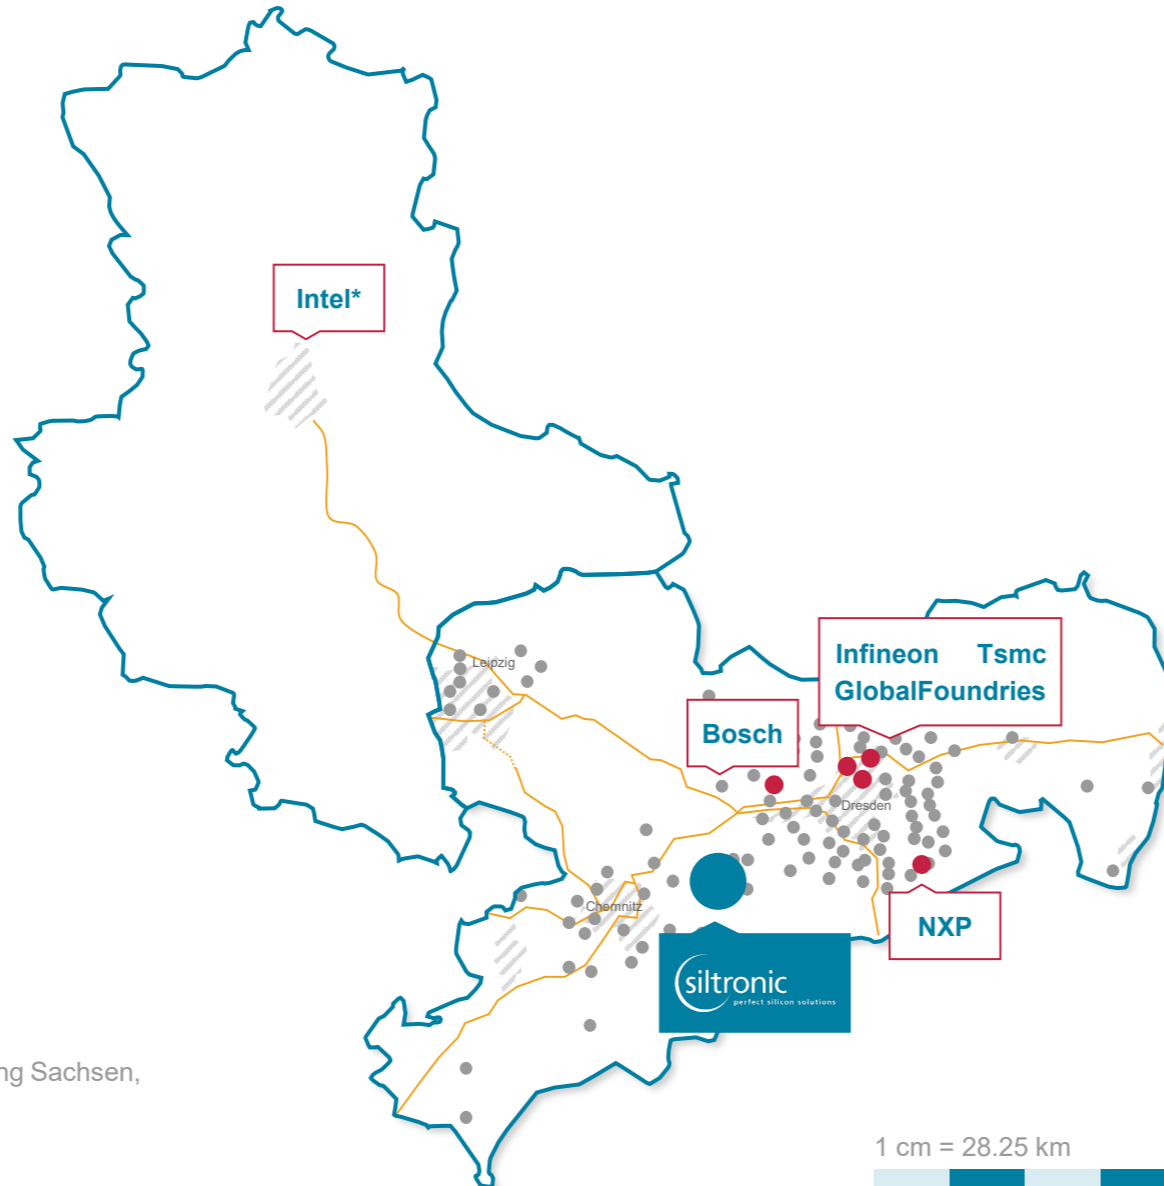 Intel*
Leipzig
Infineon Tsmc
GlobalFoundries
Bosch
Dresden
Chemnitz
NXP
siltronic
perfect silicon solutions
ng Sachsen,
1 cm = 28.25 km